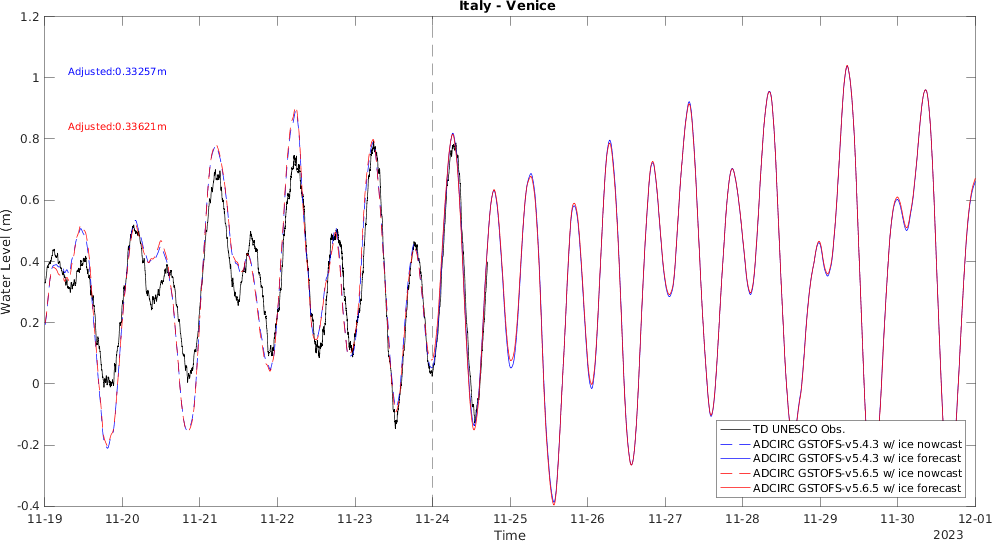 Italy - Venice
1.2
1
0.8
0.6
0.4
0.2
0
-0.2
-0.4
Water Level (m)
Adjusted:0.33257m
Adjusted:0.33621m
TD UNESCO Obs.
ADCIRC GSTOFS-v5.4.3 w/ ice nowcast
ADCIRC GSTOFS-v5.4.3 w/ ice forecast
ADCIRC GSTOFS-v5.6.5 w/ ice nowcast
ADCIRC GSTOFS-v5.6.5 w/ ice forecast
11-19 11-20 11-21 11-22 11-23 11-24 11-25 11-26 11-27 11-28 11-29 11-30 12-01
Time
2023